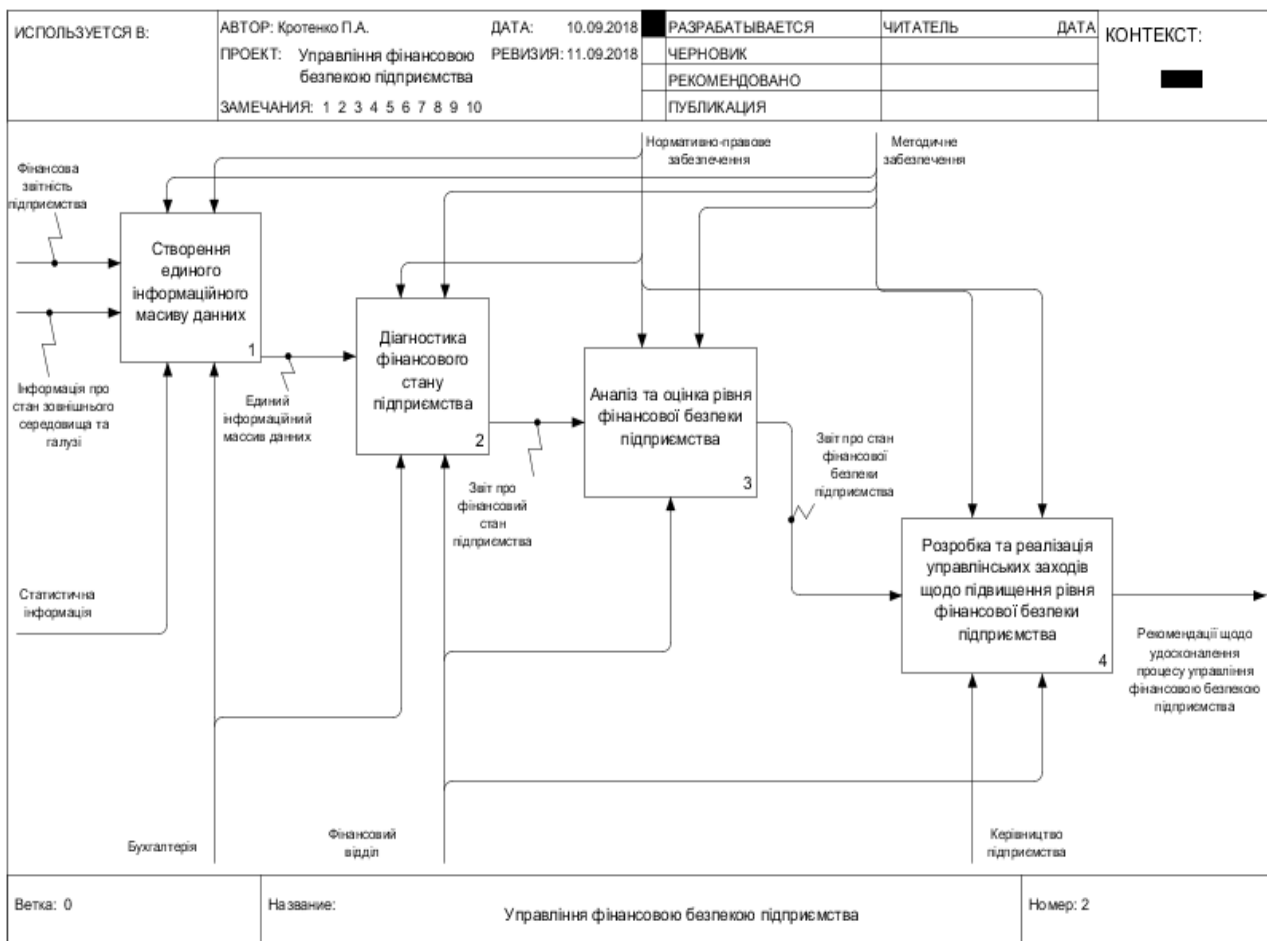 ИСПОЛЬЗУЕТСЯ В:
АВТОР: Кротенко П.А.
ДАТА: 10.09.2018
ПРОЕКТ: Управління фінансовою
безпекою підприємства
РЕВИЗИЯ: 11.09.2018
ЗАМЕЧАНИЯ: 1 2 3 4 5 6 7 8 9 10
РАЗРАБАТЫВАЕТСЯ
ЧЕРНОВИК
РЕКОМЕНДОВАНО
ПУБЛИКАЦИЯ
ЧИТАТЕЛЬ
ДАТА
КОНТЕКСТ:
Нормативно-правове
забезпечення
Методичне
забезпечення
Фінансова
звітність
підприємства
Створення
единого
інформаційного
масиву данних
1
Інформація про
стан зовнішнього
середовища та
галузі
Единий
інформаційний
массив данних
Діагностика
фінансового
стану
підприємства
2
Звіт про
фінансовий
стан
підприємства
Аналіз та оцінка рівня
фінансової безпеки
підприємства
3
Звіт про стан
фінансової
безпеки
підприємства
Розробка та реалізація
управлінських заходів
щодо підвищення рівня
фінансової безпеки
підприємства
4
Статистична
інформація
Рекомендації щодо
удосконалення
процесу управління
фінансовою безпекою
підприємства
Бухгалтерія
Фінансовий
відділ
Керівництво
підприємства
Ветка: 0
Название:
Управління фінансовою безпекою підприємства
Номер: 2